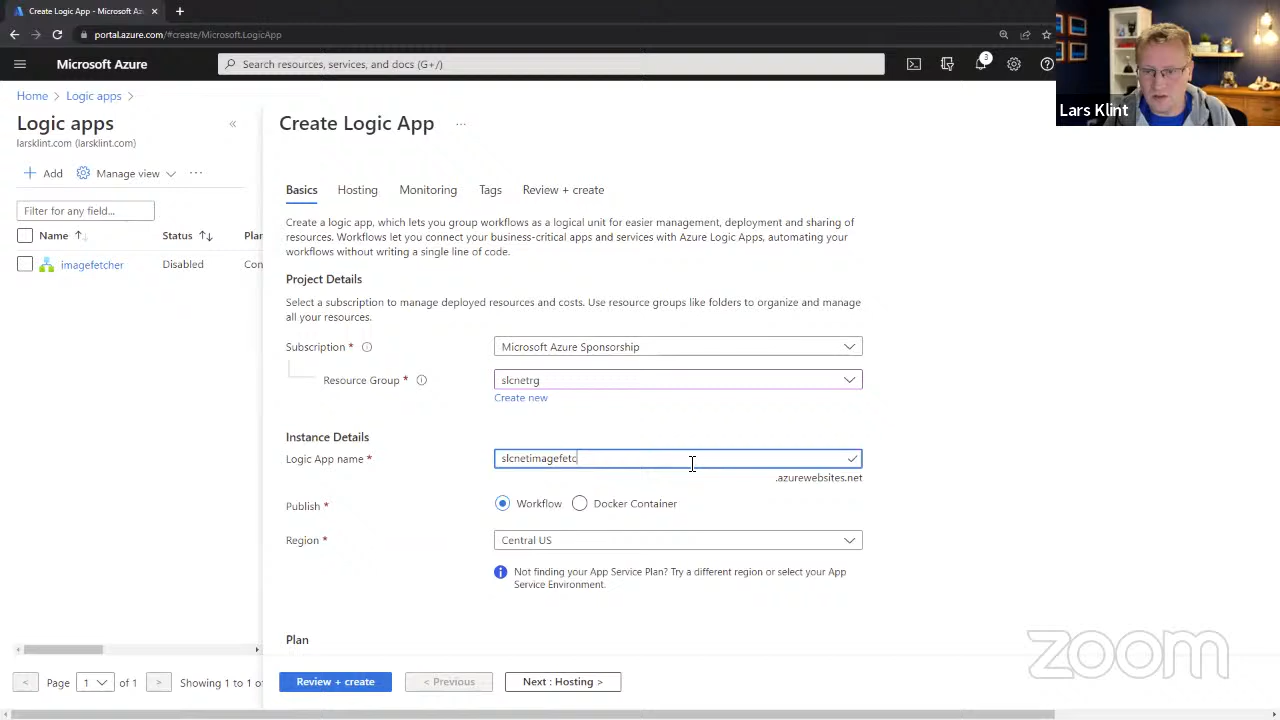 Create Logic App - Microsoft Az
portal.azure.com/#create/Microsoft.LogicApp
Microsoft Azure
Search resources, services, and docs (G+/)
3
Lars Klint
Home > Logic apps >
Logic apps
larsklint.com (larsklint.com)
Add
Manage view
Filter for any field...
Name
Status
imagefetcher
Disabled
Create Logic App
Basics
Hosting
Monitoring
Tags
Review + create
Create a logic app, which lets you group workflows as a logical unit for easier management, deployment and sharing of
resources. Workflows let you connect your business-critical apps and services with Azure Logic Apps, automating your
workflows without writing a single line of code.
Project Details
Select a subscription to manage deployed resources and costs. Use resource groups like folders to organize and manage
all your resources.
Subscription *
Microsoft Azure Sponsorship
Resource Group *
slcnetrg
Create new
Instance Details
Logic App name *
slcnetimagefetc
.azurewebsites.net
Publish *
Workflow
Docker Container
Region *
Central US
Not finding your App Service Plan? Try a different region or select your App
Service Environment.
Plan
< Page 1 of 1 > Showing 1 to 1 of
Review + create
< Previous
Next : Hosting >
zoom